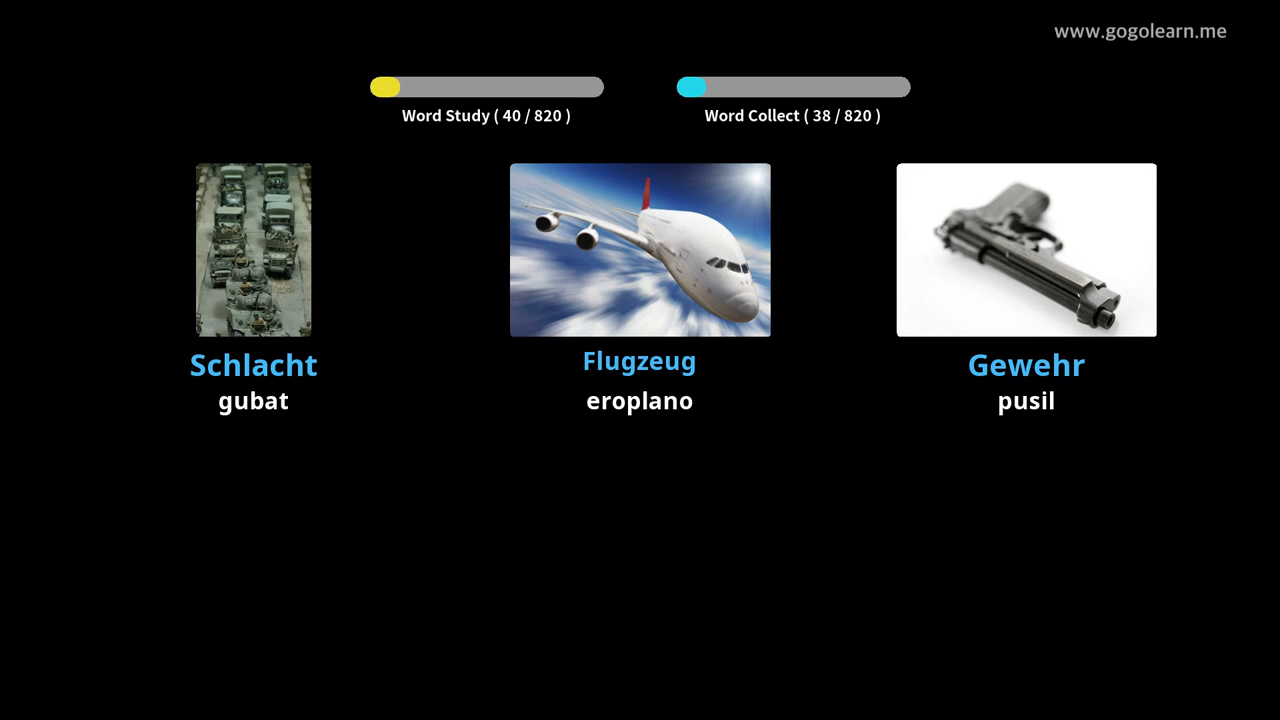 www.gogolearn.me
Word Study ( 40 / 820 )
Word Collect ( 38 / 820 )
Schlacht
gubat
Flugzeug
eroplano
Gewehr
pusil